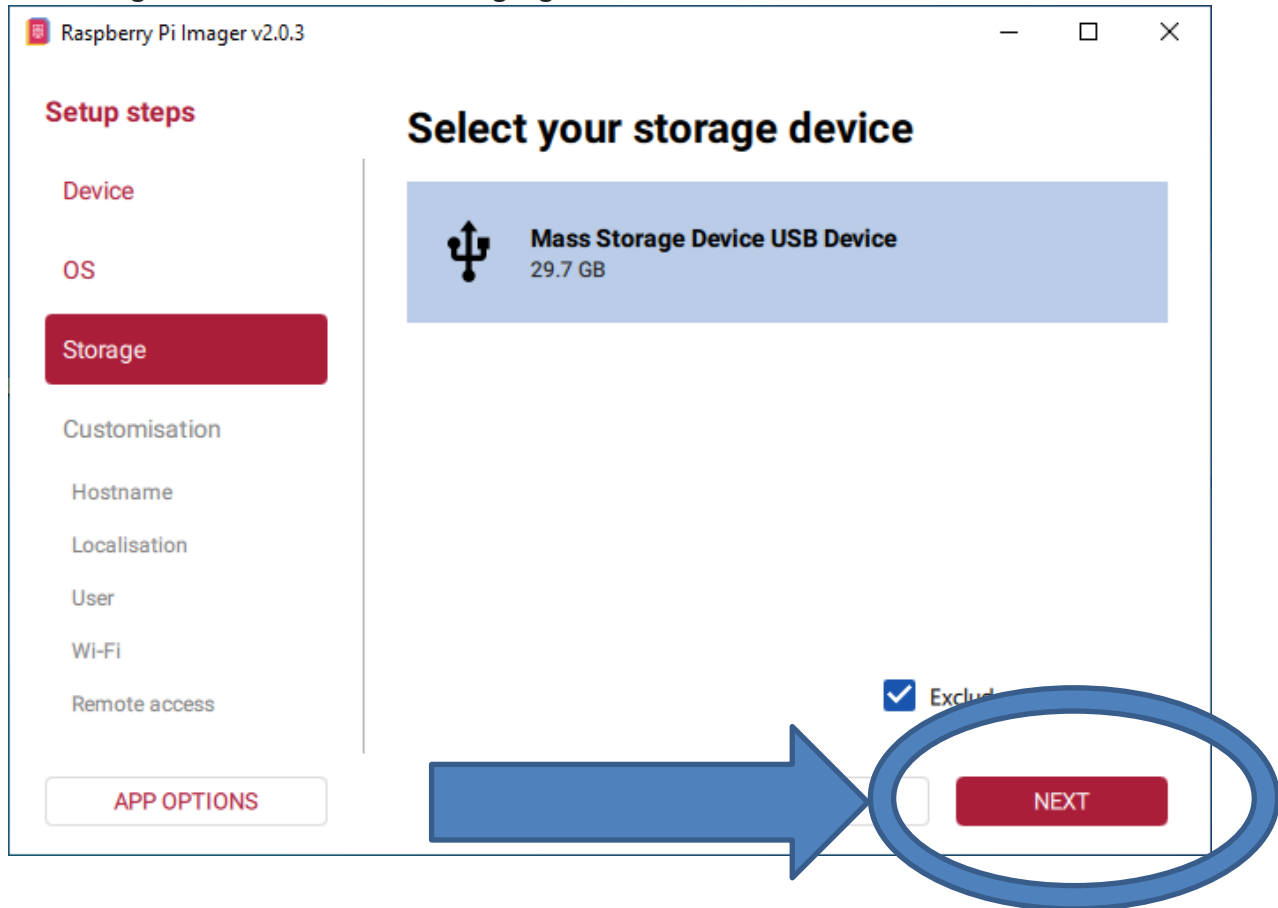 Raspberry Pi Imager v2.0.3
Setup steps
Device
OS
Storage
Customisation
Hostname
Localisation
User
Wi-Fi
Remote access
APP OPTIONS
Select your storage device
Mass Storage Device USB Device
29.7 GB
NEXT